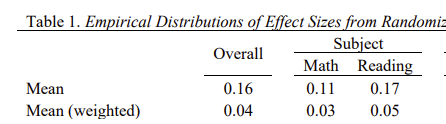 Table 1. Empirical Distributions of Effect Sizes from Randomiz
Overall Subject
Math Reading
Mean 0.16 0.11 0.17
Mean (weighted) 0.04 0.03 0.05